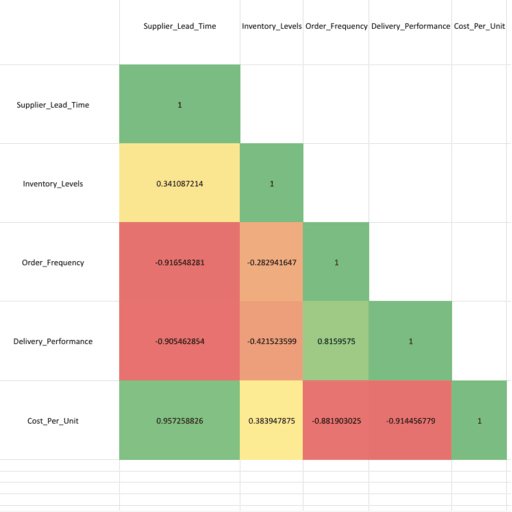 Supplier_Lead_Time Inventory_Levels Order_Frequency Delivery_Performance Cost_Per_Unit
Supplier_Lead_Time 1
Inventory_Levels 0.341087214 1
Order_Frequency -0.916548281 -0.282941647 1
Delivery_Performance -0.905462854 -0.421523599 0.8159575 1
Cost_Per_Unit 0.957258826 0.383947875 -0.881903025 -0.914456779 1